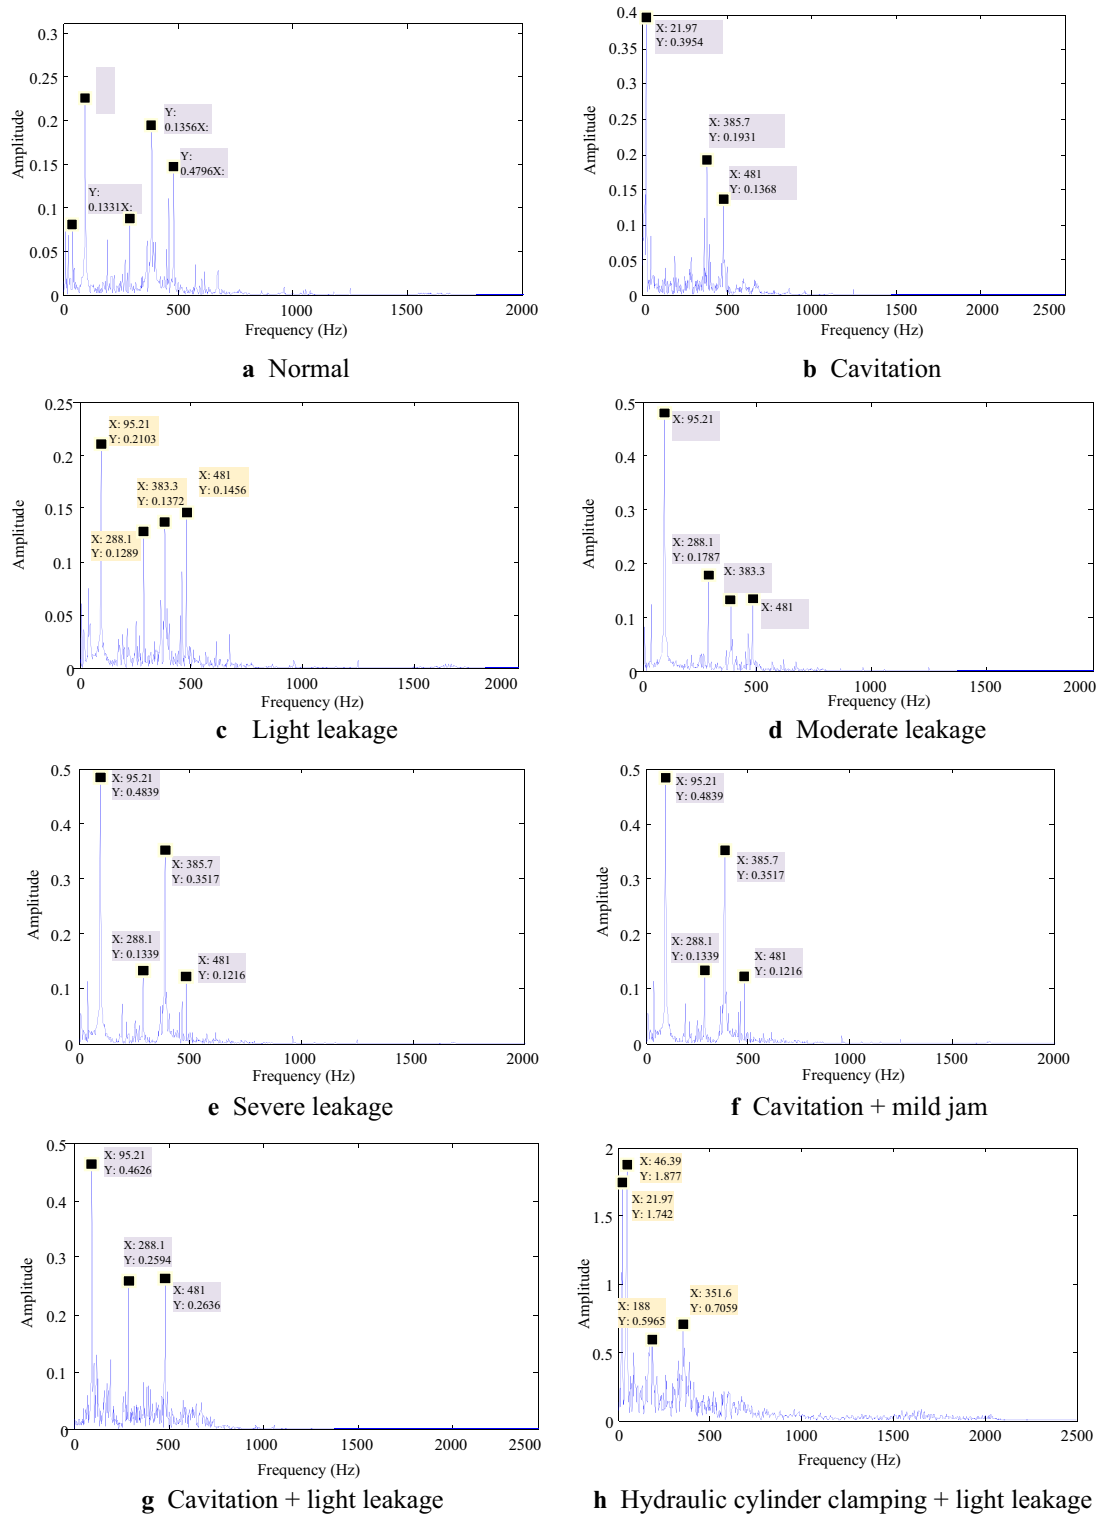 0.3
0.25
0.2
0.15
0.1
0.05
0
Amplitude
Y:
0.1356X:
Y:
0.4796X:
Y:
0.1331X:
0 500 1000 1500 2000
Frequency (Hz)
a Normal
0.4
0.35
0.3
0.25
0.2
0.15
0.1
0.05
0
Amplitude
X: 21.97
Y: 0.3954
X: 385.7
Y: 0.1931
X: 481
Y: 0.1368
0 500 1000 1500 2000 2500
Frequency (Hz)
b Cavitation
0.25
0.2
0.15
0.1
0.05
0
Amplitude
X: 95.21
Y: 0.2103
X: 383.3
Y: 0.1372
X: 481
Y: 0.1456
X: 288.1
Y: 0.1289
0 500 1000 1500 2000
Frequency (Hz)
c Light leakage
0.5
0.4
0.3
0.2
0.1
0
Amplitude
X: 95.21
X: 288.1
Y: 0.1787
X: 383.3
X: 481
0 500 1000 1500 2000
Frequency (Hz)
d Moderate leakage
0.5
0.4
0.3
0.2
0.1
0
Amplitude
X: 95.21
Y: 0.4839
X: 385.7
Y: 0.3517
X: 288.1
Y: 0.1339
X: 481
Y: 0.1216
0 500 1000 1500 2000
Frequency (Hz)
e Severe leakage
0.5
0.4
0.3
0.2
0.1
0
Amplitude
X: 95.21
Y: 0.4839
X: 385.7
Y: 0.3517
X: 288.1
Y: 0.1339
X: 481
Y: 0.1216
0 500 1000 1500 2000
Frequency (Hz)
f Cavitation + mild jam
0.5
0.4
0.3
0.2
0.1
0
Amplitude
X: 95.21
Y: 0.4626
X: 288.1
Y: 0.2594
X: 481
Y: 0.2636
0 500 1000 1500 2000 2500
Frequency (Hz)
g Cavitation + light leakage
2
1.5
1
0.5
0
Amplitude
X: 46.39
Y: 1.877
X: 21.97
Y: 1.742
X: 351.6
Y: 0.7059
X: 188
Y: 0.5965
0 500 1000 1500 2000 2500
Frequency (Hz)
h Hydraulic cylinder clamping + light leakage